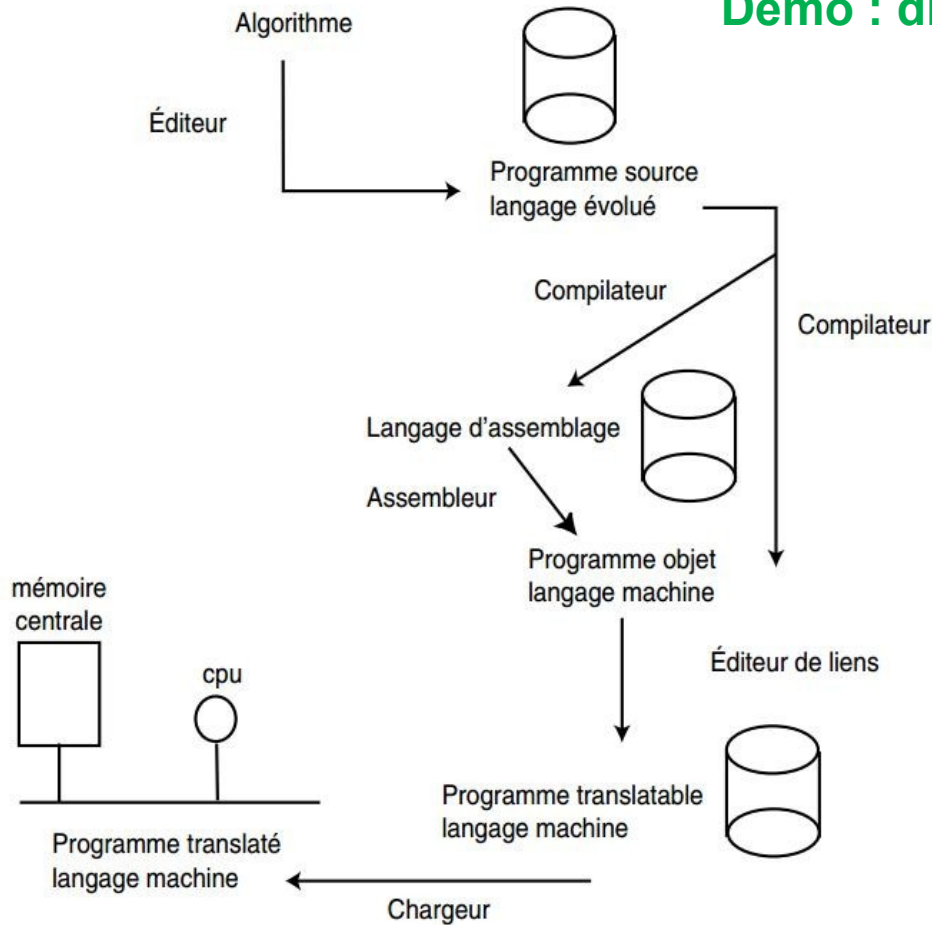 Démo : d
Algorithme
Éditeur
Programme source
langage évolué
Compilateur
Compilateur
Langage d'assemblage
Assembleur
Programme objet
langage machine
mémoire
centrale
cpu
Éditeur de liens
Programme translatable
langage machine
Programme translaté
langage machine
Chargeur